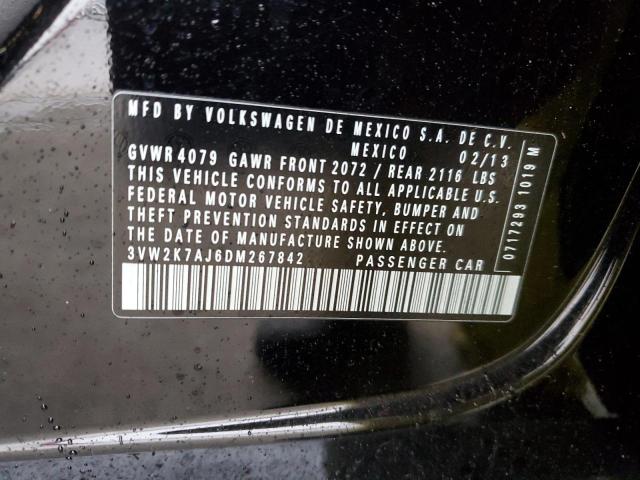 MFD BY VOLKSWAGEN DE MEXICO S.A. DE C.V.
MEXICO 02/13
GVWR 4079 GAWR FRONT 2072 / REAR 2116 LBS
THIS VEHICLE CONFORMS TO ALL APPLICABLE U.S.
FEDERAL MOTOR VEHICLE SAFETY, BUMPER AND
THEFT PREVENTION STANDARDS IN EFFECT ON
THE DATE OF MANUFACTURE SHOWN ABOVE.
3VW2K7AJ6DM267842 PASSENGER CAR
0717293 1019 M